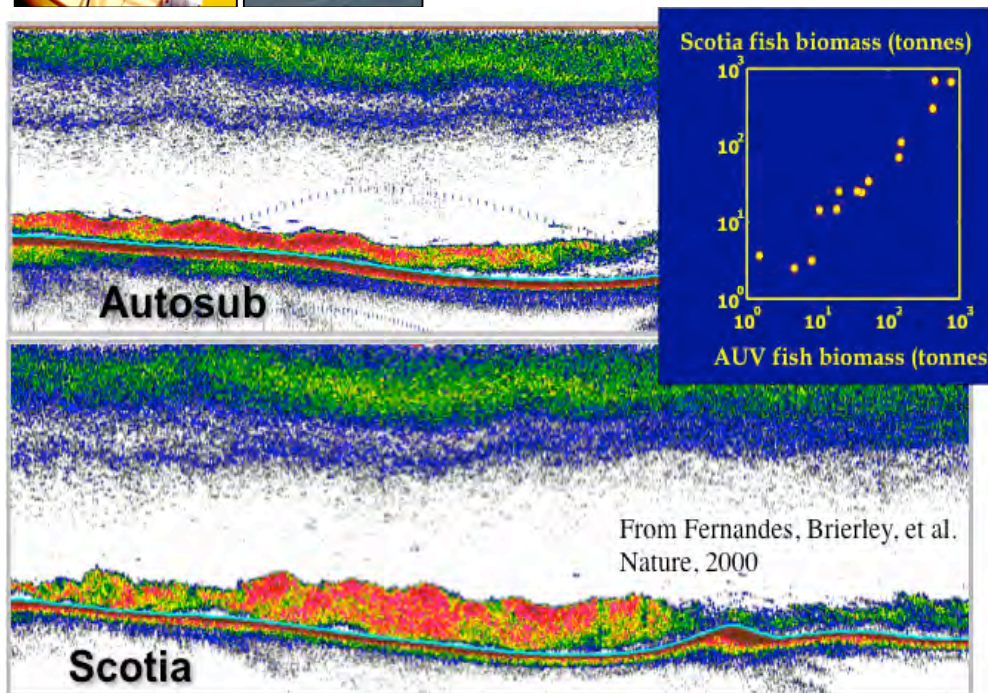 Scotia fish biomass (tonnes)
10³
10²
10¹
10⁰
10⁰ 10¹ 10² 10³
AUV fish biomass (tonnes
Autosub
From Fernandes, Brierley, et al.
Nature, 2000
Scotia